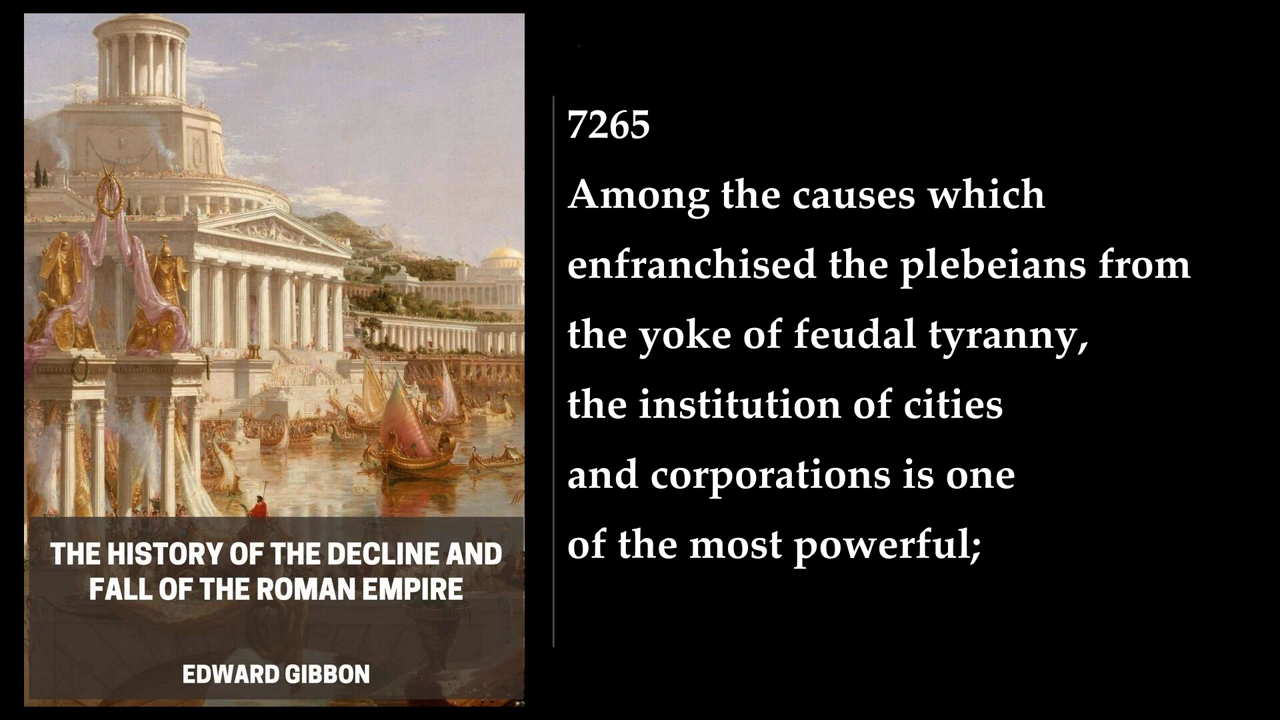 THE HISTORY OF THE DECLINE AND
FALL OF THE ROMAN EMPIRE
EDWARD GIBBON
7265
Among the causes which
enfranchised the plebeians from
the yoke of feudal tyranny,
the institution of cities
and corporations is one
of the most powerful;